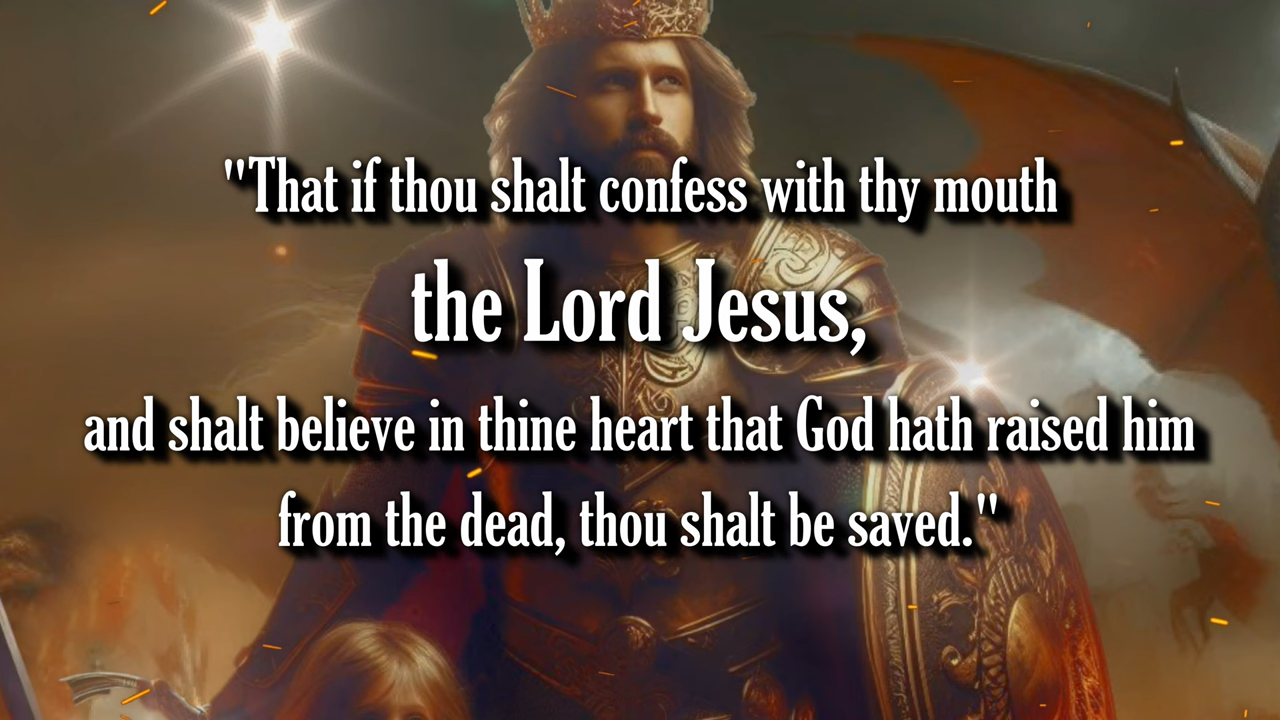 "That if thou shalt confess with thy mouth
the Lord Jesus,
and shalt believe in thine heart that God hath raised him
from the dead, thou shalt be saved."